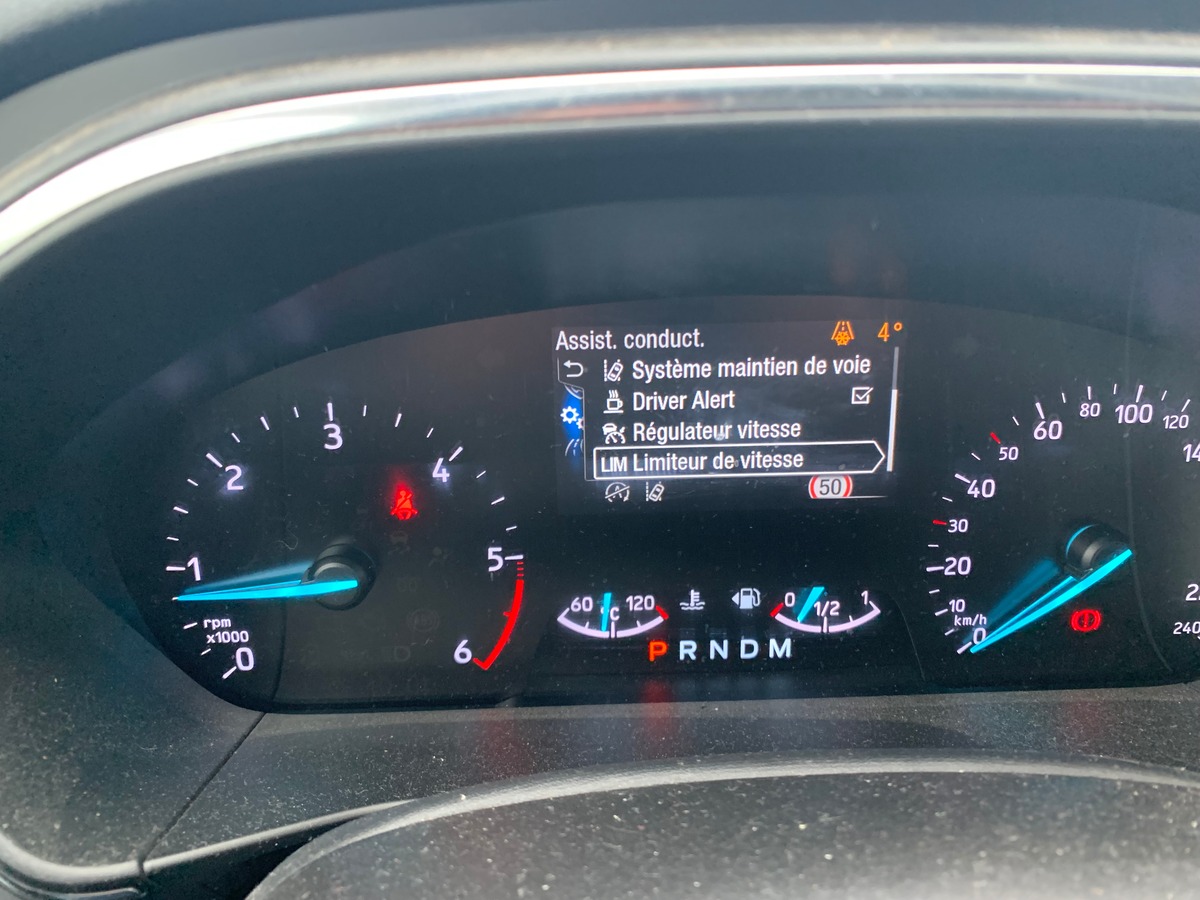 Assist. conduct. 4°
Système maintien de voie
Driver Alert
Régulateur vitesse
LIM Limiteur de vitesse
50
0
1
2
3
4
5
6
rpm
x1000
60 °C 120
0 1/2 1
P R N D M
0
10
20
30
40
50
60
80
100
120
240
km/h